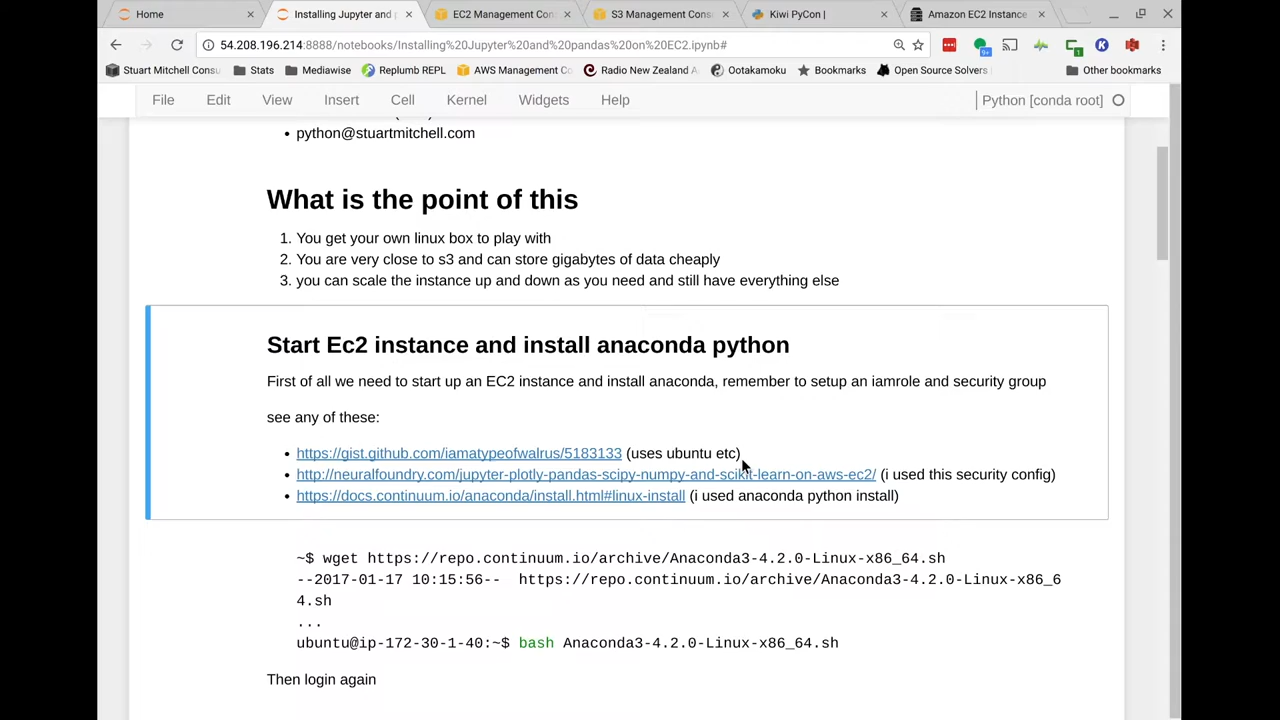 Home
Installing Jupyter and p
EC2 Management Con
S3 Management Consi
Kiwi PyCon |
Amazon EC2 Instance
54.208.196.214:8888/notebooks/Installing%20Jupyter%20and%20pandas%20on%20EC2.ipynb#
Stuart Mitchell Consu
Stats
Mediawise
Replumb REPL
AWS Management Co
Radio New Zealand A
Ootakamoku
Bookmarks
Open Source Solvers
Other bookmarks
File Edit View Insert Cell Kernel Widgets Help
Python [conda root]
• python@stuartmitchell.com
What is the point of this
1. You get your own linux box to play with
2. You are very close to s3 and can store gigabytes of data cheaply
3. you can scale the instance up and down as you need and still have everything else
Start Ec2 instance and install anaconda python
First of all we need to start up an EC2 instance and install anaconda, remember to setup an iamrole and security group
see any of these:
• https://gist.github.com/iamatypeofwalrus/5183133 (uses ubuntu etc)
• http://neuralfoundry.com/jupyter-plotly-pandas-scipy-numpy-and-scikit-learn-on-aws-ec2/ (i used this security config)
• https://docs.continuum.io/anaconda/install.html#linux-install (i used anaconda python install)
~$ wget https://repo.continuum.io/archive/Anaconda3-4.2.0-Linux-x86_64.sh
--2017-01-17 10:15:56-- https://repo.continuum.io/archive/Anaconda3-4.2.0-Linux-x86_6
4.sh
...
ubuntu@ip-172-30-1-40:~$ bash Anaconda3-4.2.0-Linux-x86_64.sh
Then login again